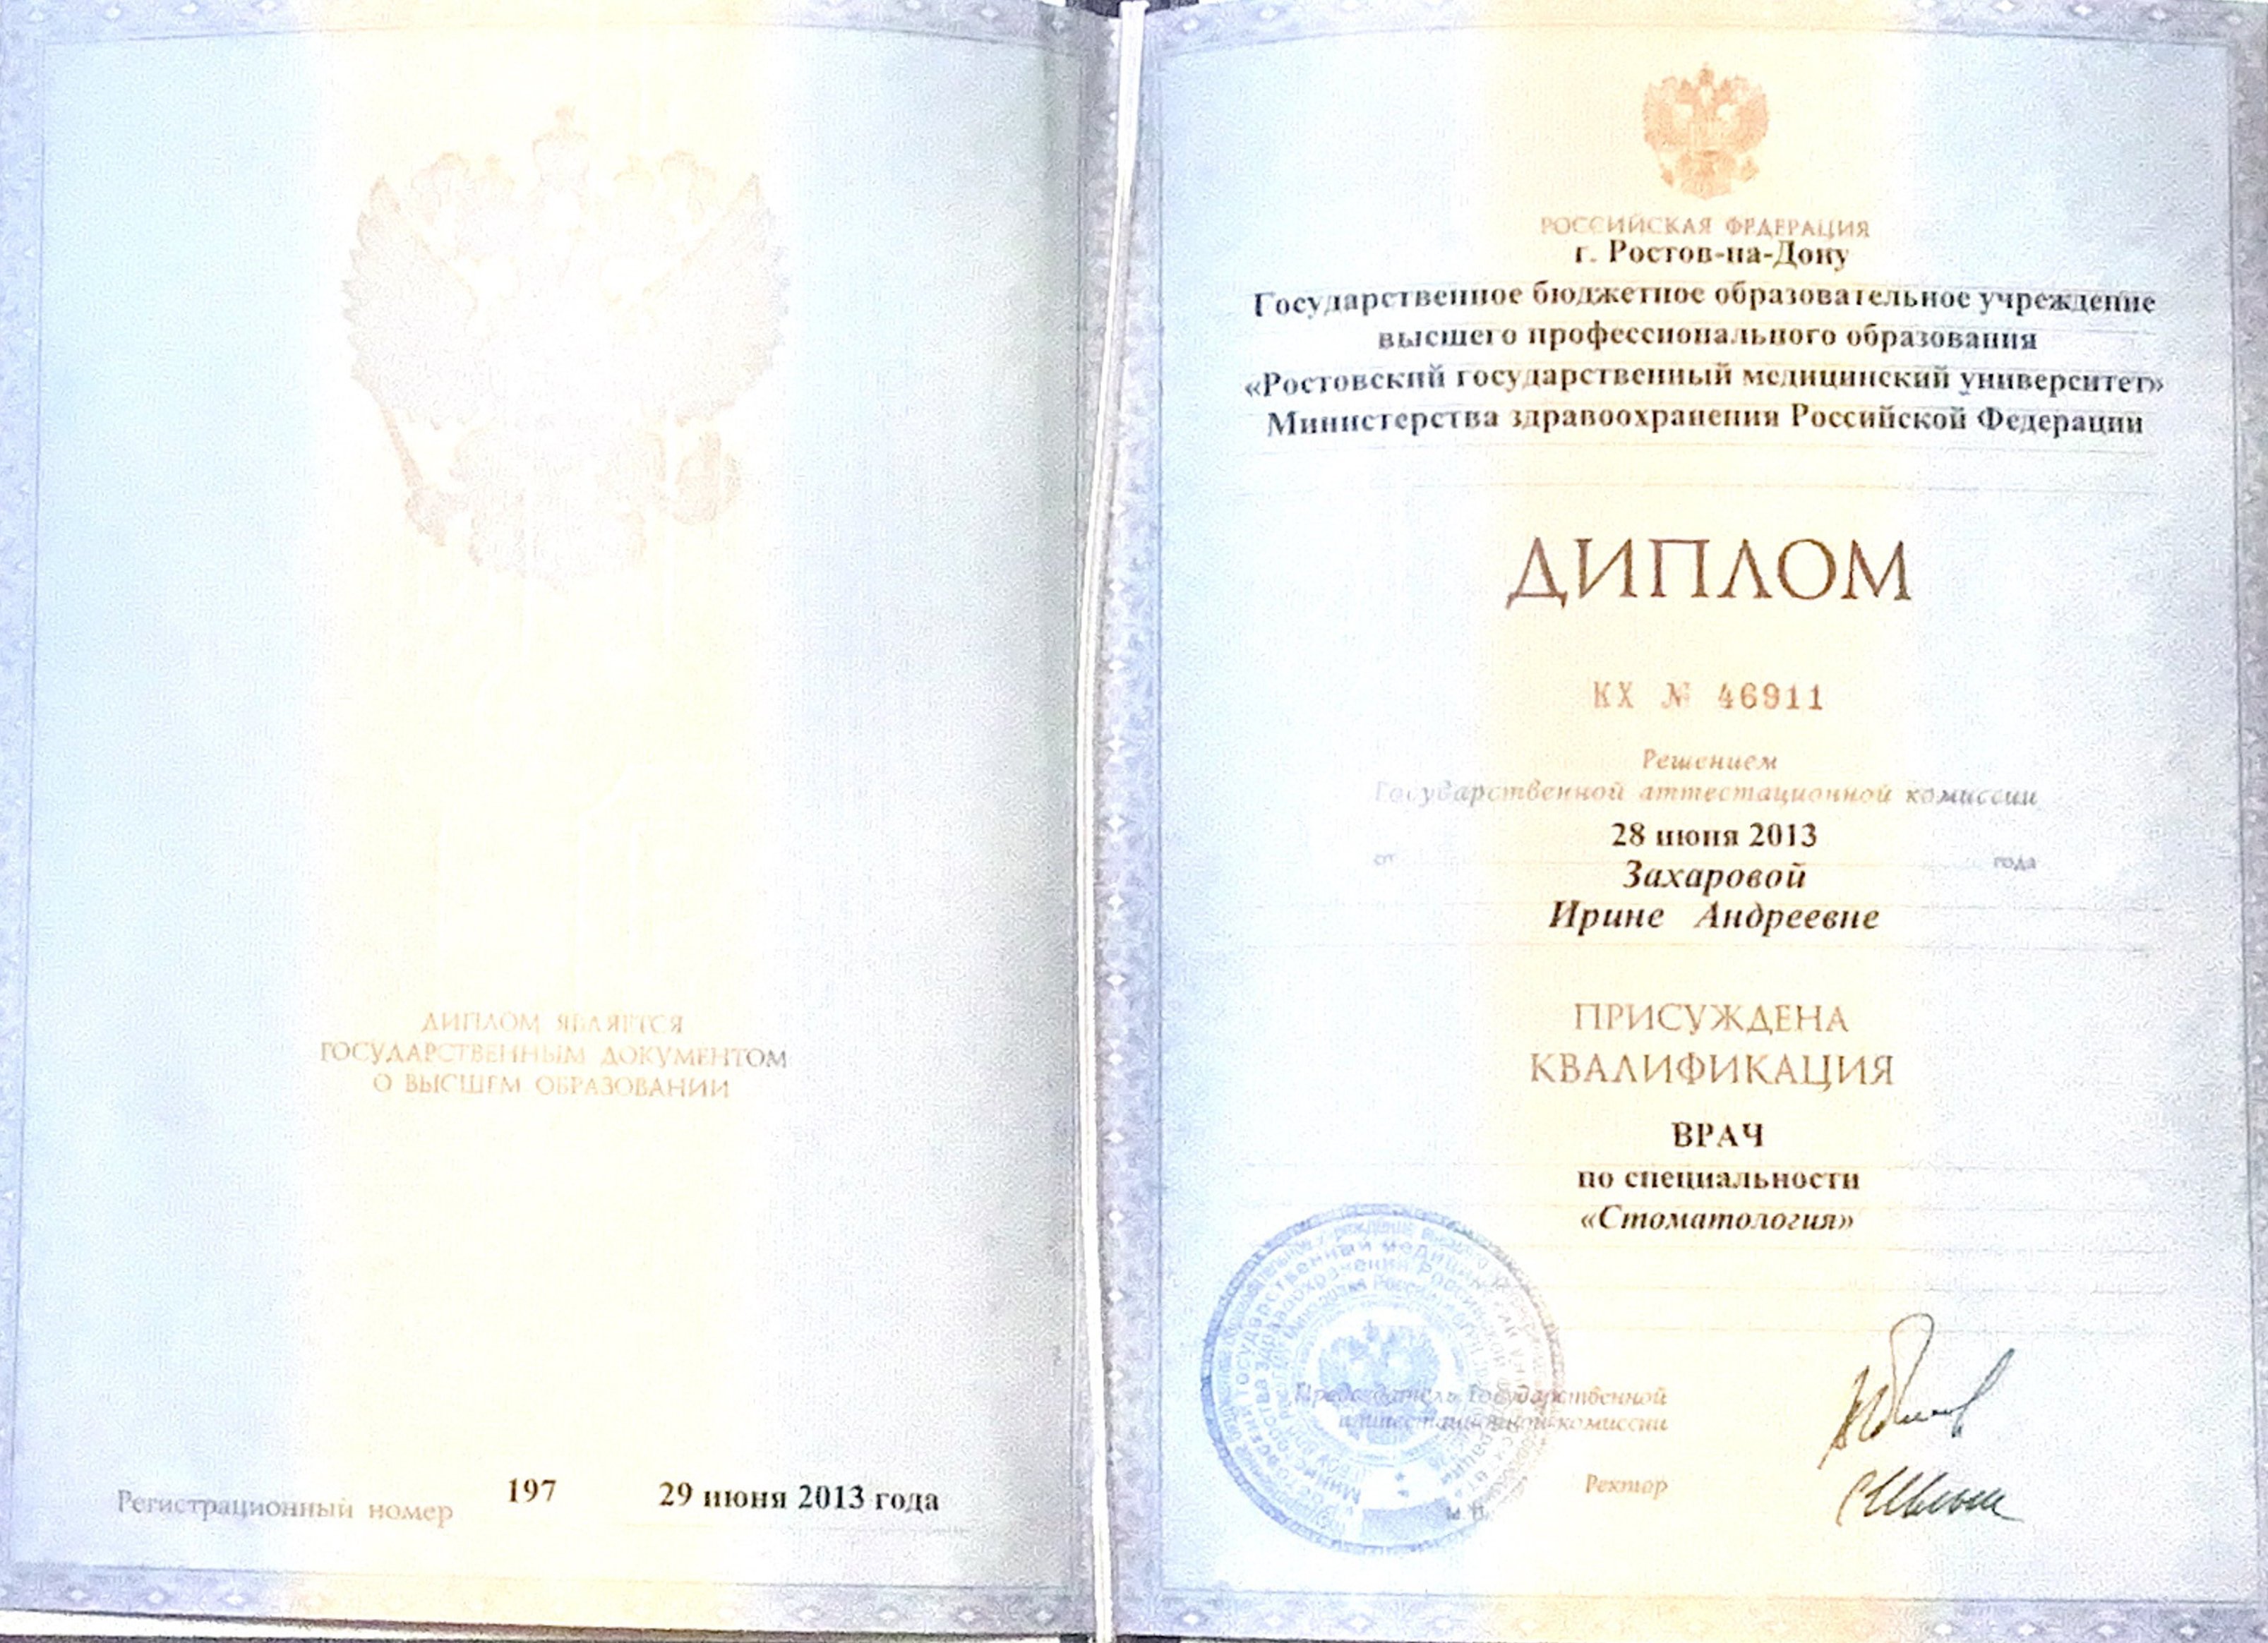 ДИПЛОМ ЯВЛЯЕТСЯ
ГОСУДАРСТВЕННЫМ ДОКУМЕНТОМ
О ВЫСШЕМ ОБРАЗОВАНИИ
Регистрационный номер 197 29 июня 2013 года
РОССИЙСКАЯ ФЕДЕРАЦИЯ
г. Ростов-на-Дону
Государственное бюджетное образовательное учреждение
высшего профессионального образования
«Ростовский государственный медицинский университет»
Министерства здравоохранения Российской Федерации
ДИПЛОМ
КХ № 46911
Решением
Государственной аттестационной комиссии
28 июня 2013
от года
Захаровой
Ирине Андреевне
ПРИСУЖДЕНА
КВАЛИФИКАЦИЯ
ВРАЧ
по специальности
«Стоматология»
Председатель Государственной
аттестационной комиссии
Ректор
М.П.